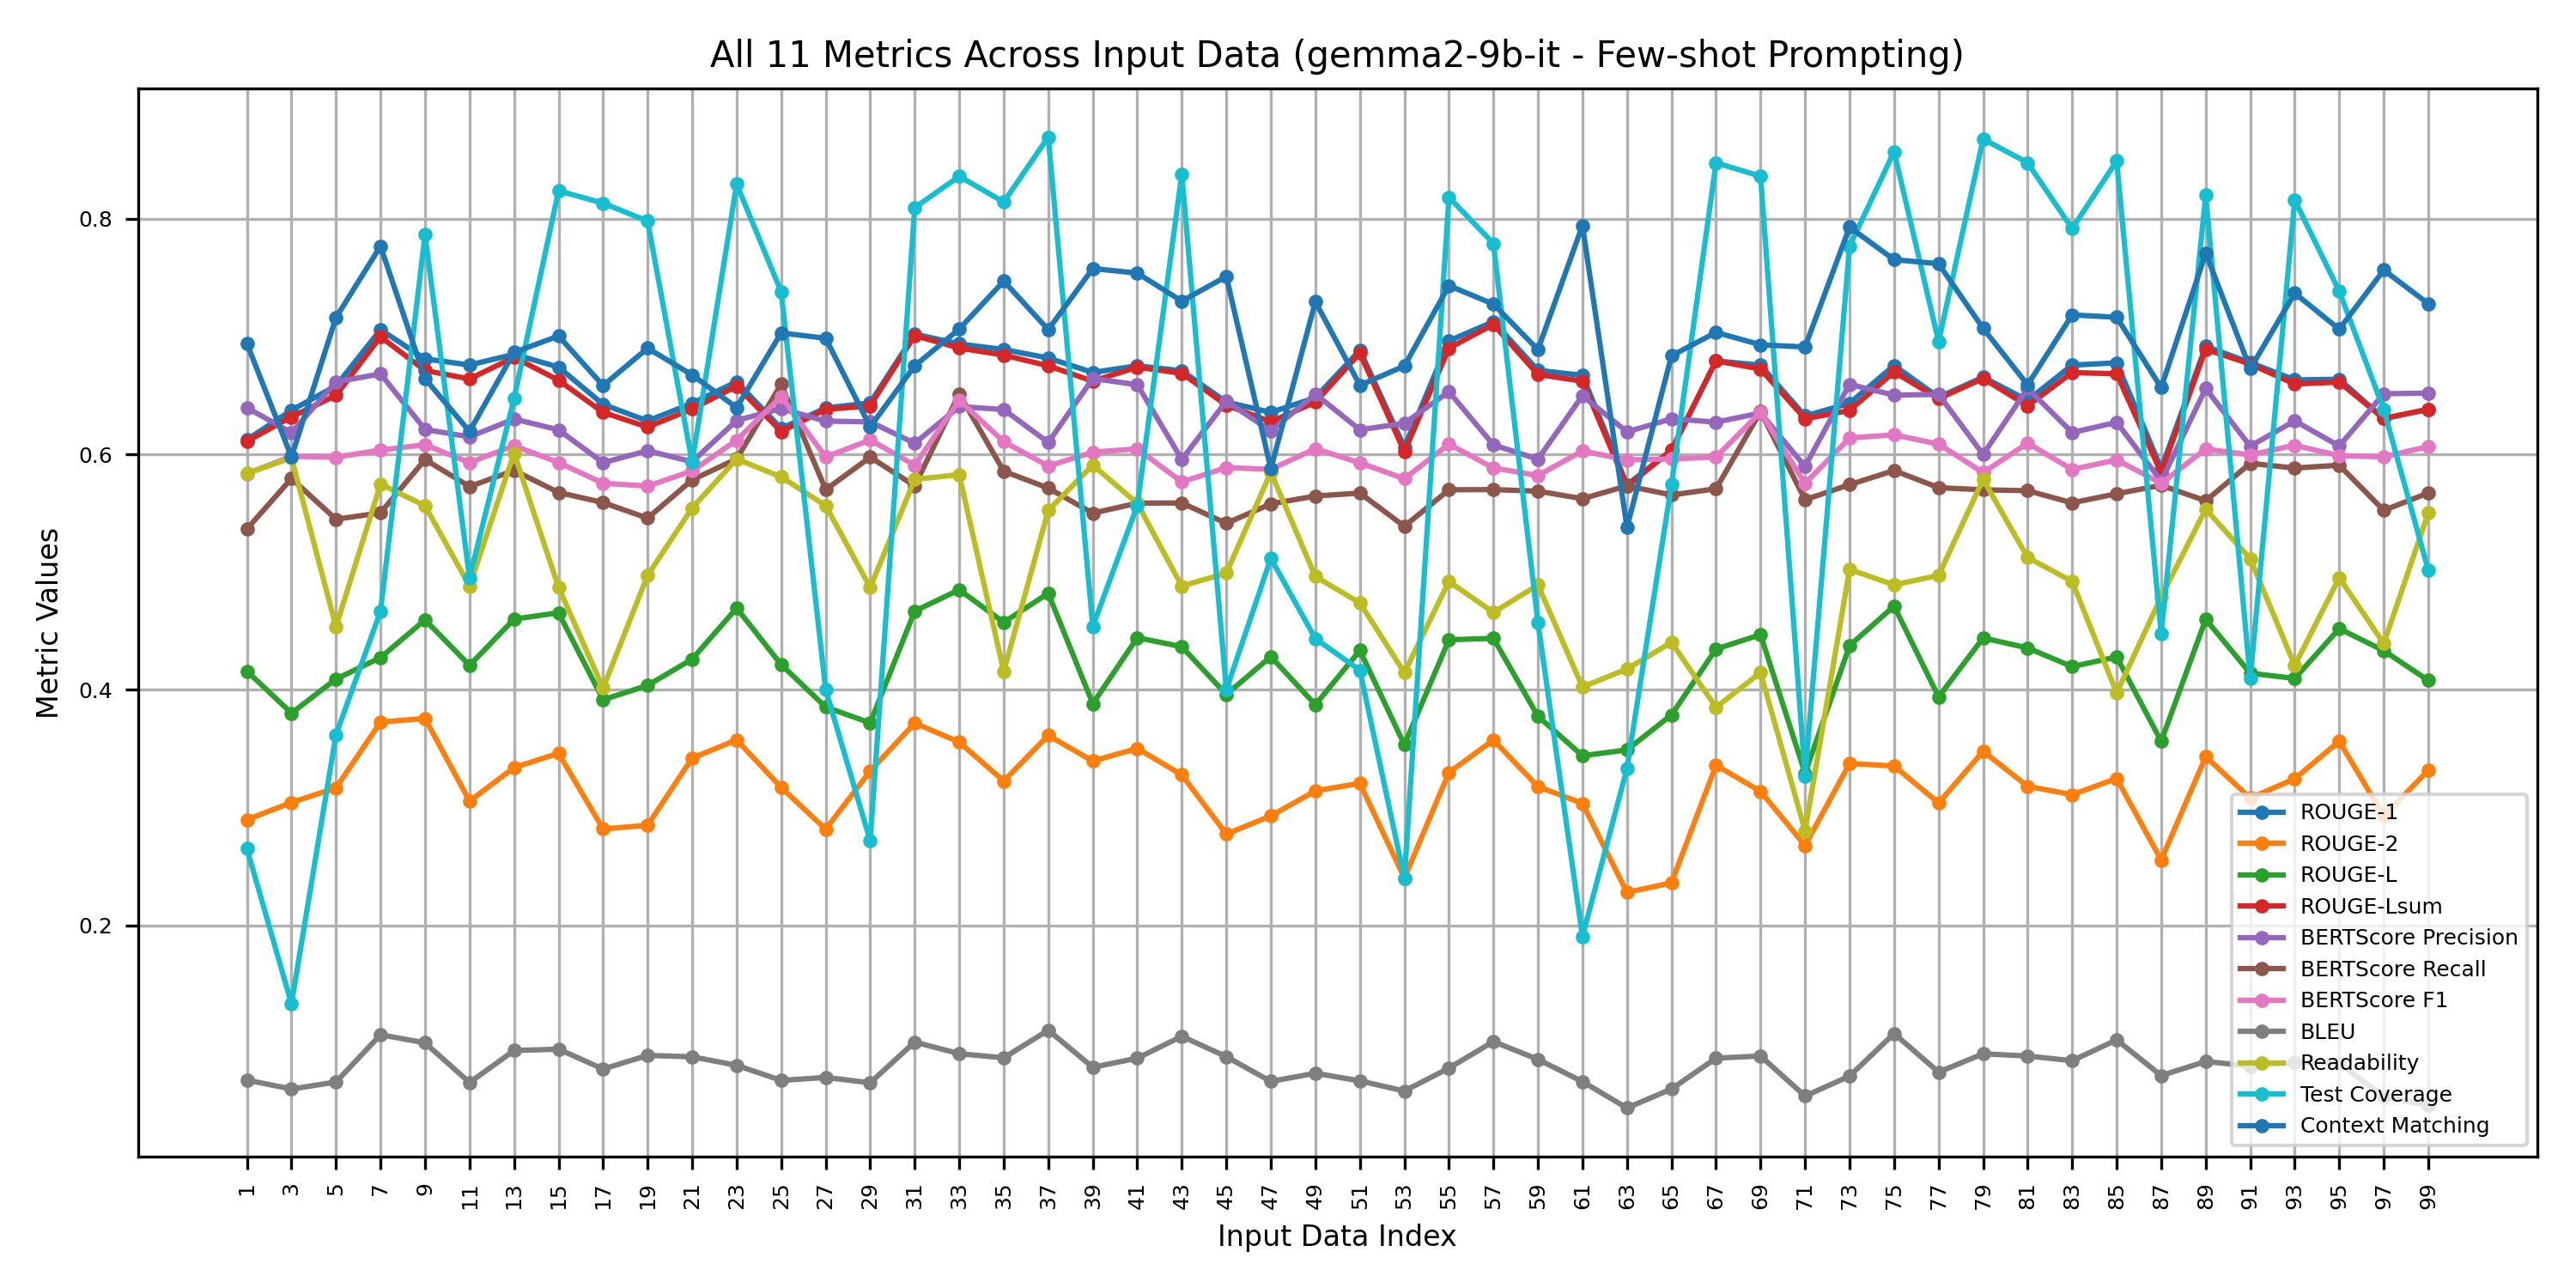 All 11 Metrics Across Input Data (gemma2-9b-it - Few-shot Prompting)
Metric Values
0.8
0.6
0.4
0.2
ROUGE-1
ROUGE-2
ROUGE-L
ROUGE-Lsum
BERTScore Precision
BERTScore Recall
BERTScore F1
BLEU
Readability
Test Coverage
Context Matching
1 3 5 7 9 11 13 15 17 19 21 23 25 27 29 31 33 35 37 39 41 43 45 47 49 51 53 55 57 59 61 63 65 67 69 71 73 75 77 79 81 83 85 87 89 91 93 95 97 99
Input Data Index